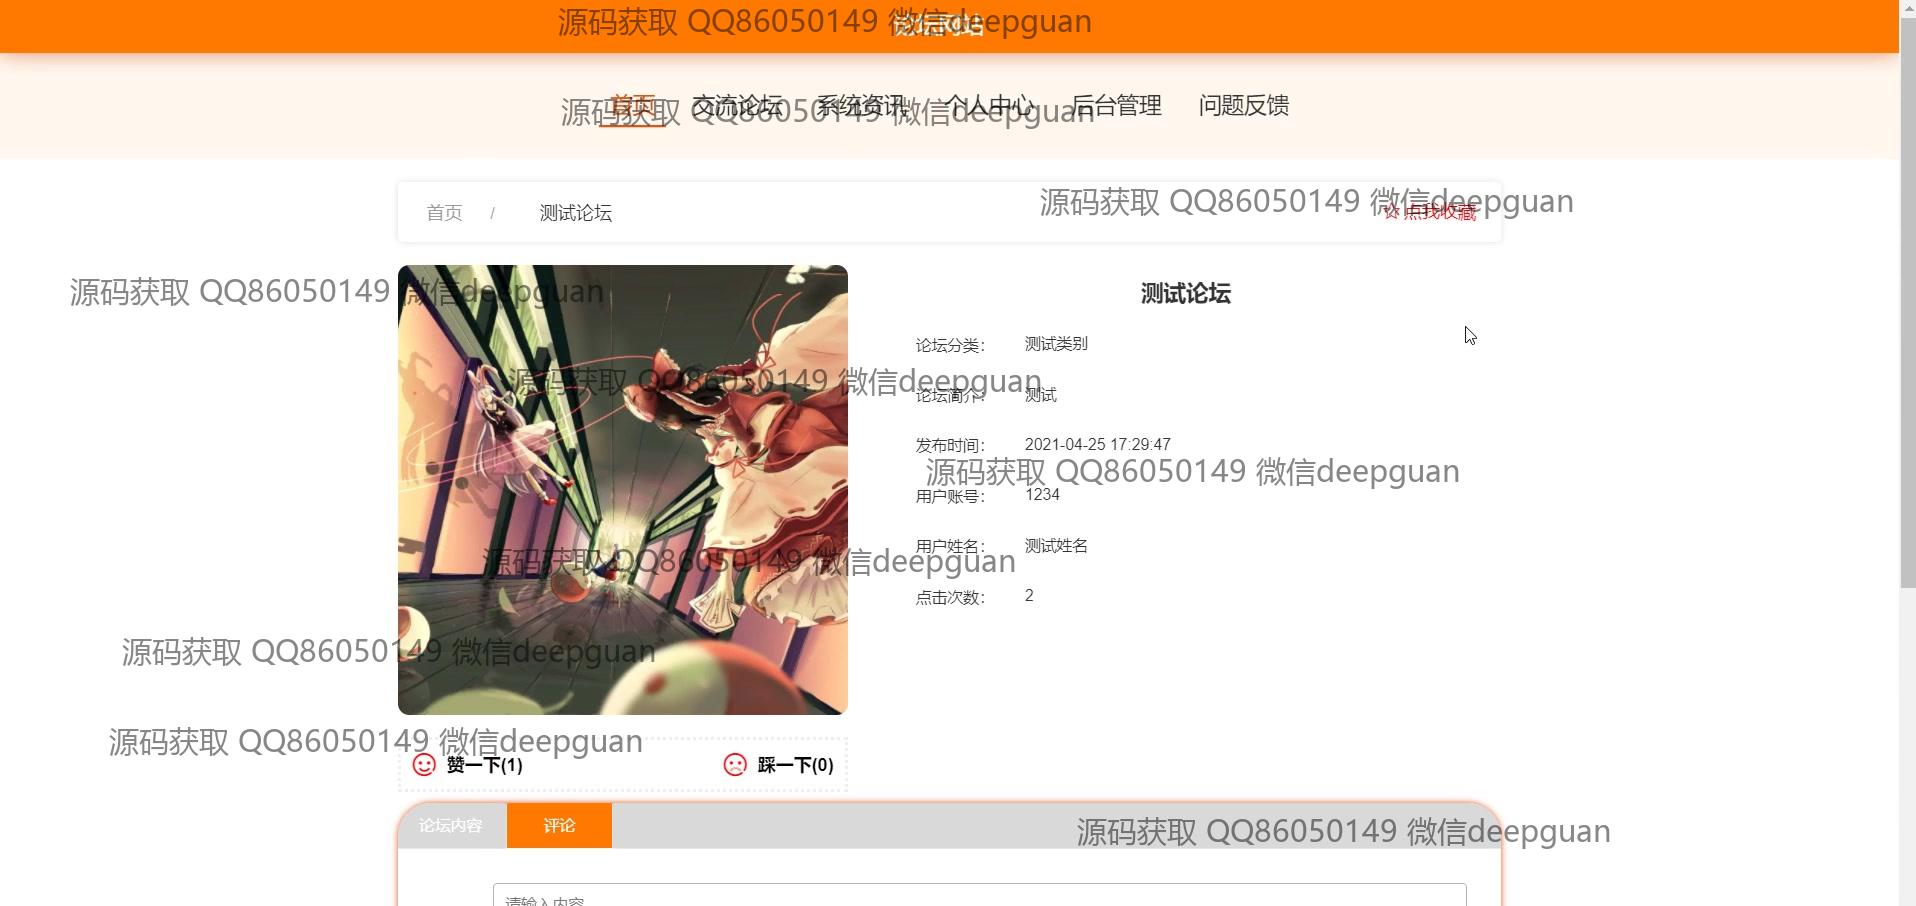 论坛网站
源码获取 QQ86050149 微信deepguan
首页 交流论坛 系统资讯 个人中心 后台管理 问题反馈
源码获取 QQ86050149 微信deepguan
源码获取 QQ86050149 微信deepguan
首页 / 测试论坛 点我收藏
源码获取 QQ86050149 微信deepguan
测试论坛
论坛分类： 测试类别
源码获取 QQ86050149 微信deepguan
论坛简介： 测试
发布时间： 2021-04-25 17:29:47
源码获取 QQ86050149 微信deepguan
用户账号： 1234
用户姓名： 测试姓名
源码获取 QQ86050149 微信deepguan
点击次数： 2
源码获取 QQ86050149 微信deepguan
源码获取 QQ86050149 微信deepguan
赞一下(1) 踩一下(0)
论坛内容 评论
源码获取 QQ86050149 微信deepguan
请输入内容